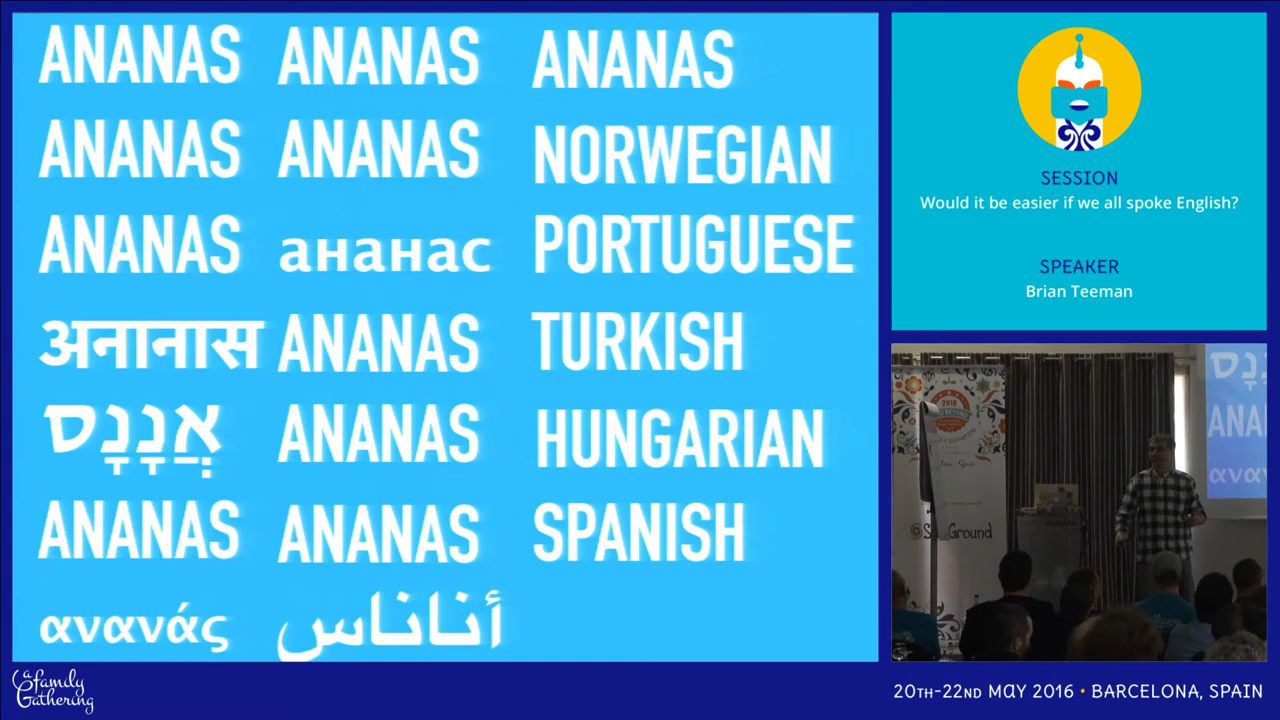 ANANAS ANANAS ANANAS
ANANAS ANANAS NORWEGIAN
ANANAS ананас PORTUGUESE
अनानास ANANAS TURKISH
אֲנָנָס ANANAS HUNGARIAN
ANANAS ANANAS SPANISH
ανανάς أناناس
SESSION
Would it be easier if we all spoke English?
SPEAKER
Brian Teeman
2016
a
Family
Gathering
20TH-22ND MAY 2016 • BARCELONA, SPAIN